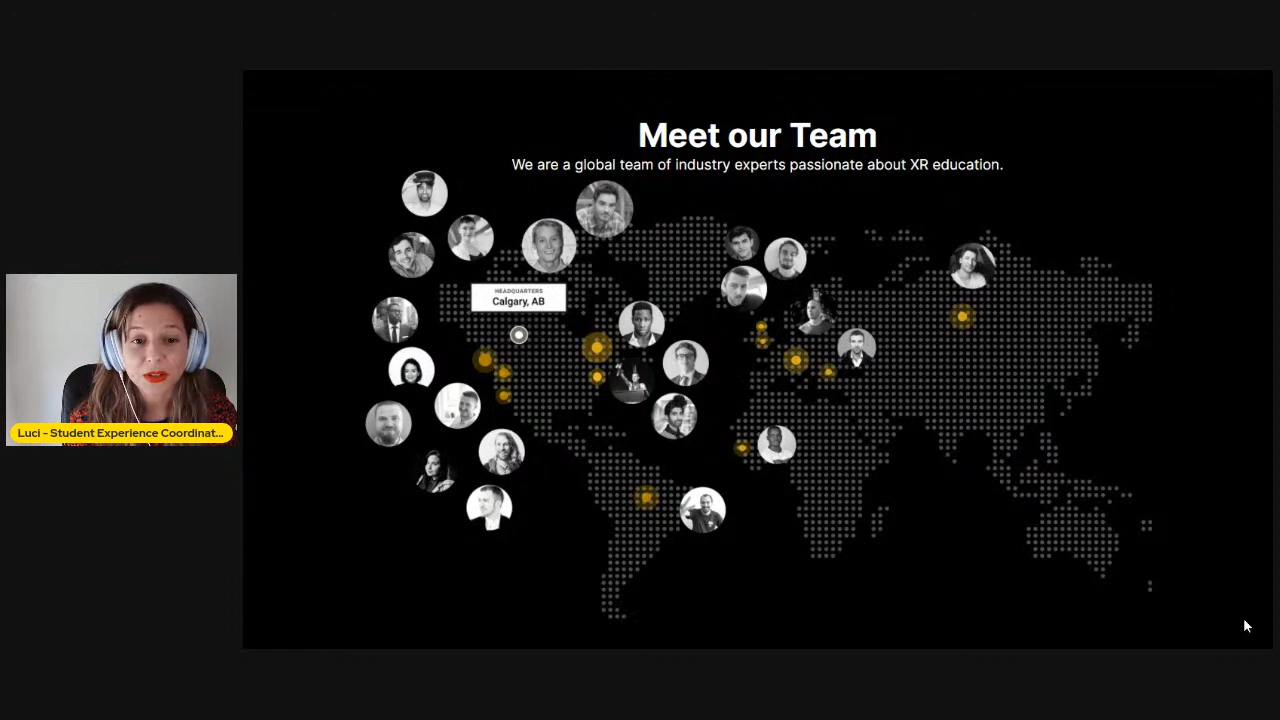 Meet our Team
We are a global team of industry experts passionate about XR education.
HEADQUARTERS
Calgary, AB
Luci - Student Experience Coordinat...